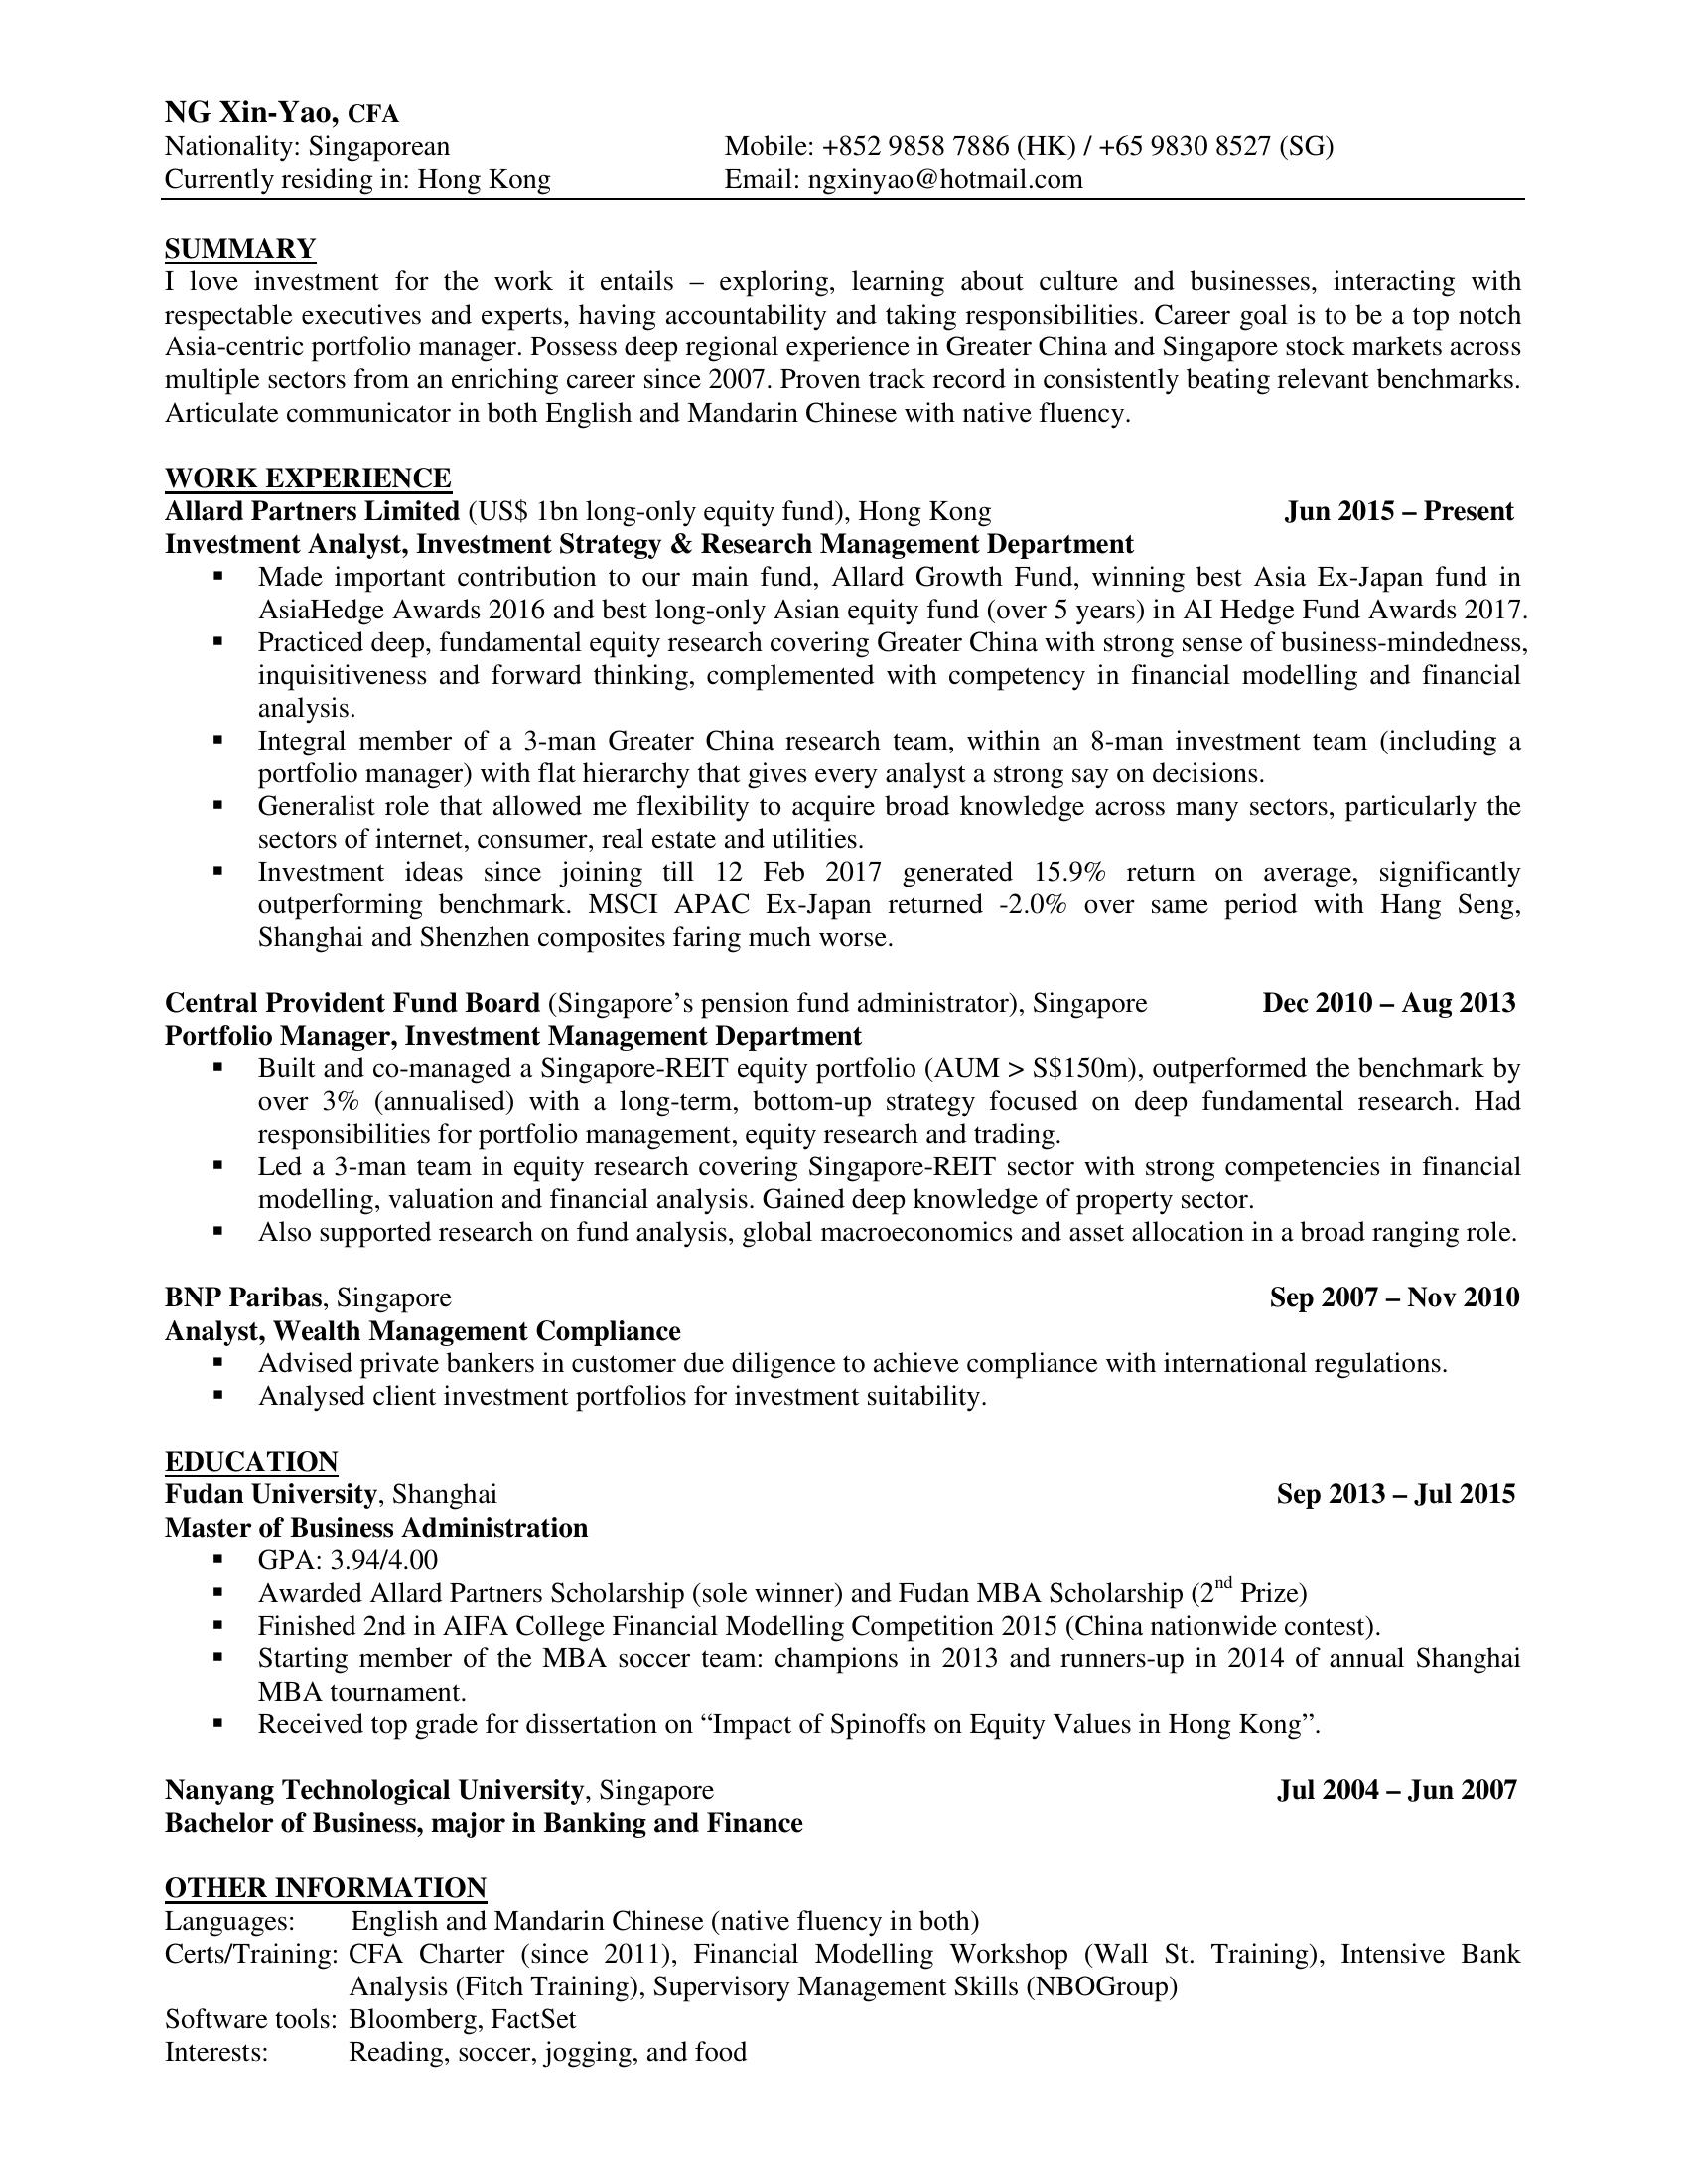 NG Xin-Yao, CFA
Nationality: Singaporean Mobile: +852 9858 7886 (HK) / +65 9830 8527 (SG)
Currently residing in: Hong Kong Email: ngxinyao@hotmail.com
SUMMARY
I love investment for the work it entails – exploring, learning about culture and businesses, interacting with
respectable executives and experts, having accountability and taking responsibilities. Career goal is to be a top notch
Asia-centric portfolio manager. Possess deep regional experience in Greater China and Singapore stock markets across
multiple sectors from an enriching career since 2007. Proven track record in consistently beating relevant benchmarks.
Articulate communicator in both English and Mandarin Chinese with native fluency.
WORK EXPERIENCE
Allard Partners Limited (US$ 1bn long-only equity fund), Hong Kong Jun 2015 – Present
Investment Analyst, Investment Strategy & Research Management Department
▪ Made important contribution to our main fund, Allard Growth Fund, winning best Asia Ex-Japan fund in
AsiaHedge Awards 2016 and best long-only Asian equity fund (over 5 years) in AI Hedge Fund Awards 2017.
▪ Practiced deep, fundamental equity research covering Greater China with strong sense of business-mindedness,
inquisitiveness and forward thinking, complemented with competency in financial modelling and financial
analysis.
▪ Integral member of a 3-man Greater China research team, within an 8-man investment team (including a
portfolio manager) with flat hierarchy that gives every analyst a strong say on decisions.
▪ Generalist role that allowed me flexibility to acquire broad knowledge across many sectors, particularly the
sectors of internet, consumer, real estate and utilities.
▪ Investment ideas since joining till 12 Feb 2017 generated 15.9% return on average, significantly
outperforming benchmark. MSCI APAC Ex-Japan returned -2.0% over same period with Hang Seng,
Shanghai and Shenzhen composites faring much worse.
Central Provident Fund Board (Singapore’s pension fund administrator), Singapore Dec 2010 – Aug 2013
Portfolio Manager, Investment Management Department
▪ Built and co-managed a Singapore-REIT equity portfolio (AUM > S$150m), outperformed the benchmark by
over 3% (annualised) with a long-term, bottom-up strategy focused on deep fundamental research. Had
responsibilities for portfolio management, equity research and trading.
▪ Led a 3-man team in equity research covering Singapore-REIT sector with strong competencies in financial
modelling, valuation and financial analysis. Gained deep knowledge of property sector.
▪ Also supported research on fund analysis, global macroeconomics and asset allocation in a broad ranging role.
BNP Paribas, Singapore Sep 2007 – Nov 2010
Analyst, Wealth Management Compliance
▪ Advised private bankers in customer due diligence to achieve compliance with international regulations.
▪ Analysed client investment portfolios for investment suitability.
EDUCATION
Fudan University, Shanghai Sep 2013 – Jul 2015
Master of Business Administration
▪ GPA: 3.94/4.00
▪ Awarded Allard Partners Scholarship (sole winner) and Fudan MBA Scholarship (2nd Prize)
▪ Finished 2nd in AIFA College Financial Modelling Competition 2015 (China nationwide contest).
▪ Starting member of the MBA soccer team: champions in 2013 and runners-up in 2014 of annual Shanghai
MBA tournament.
▪ Received top grade for dissertation on “Impact of Spinoffs on Equity Values in Hong Kong”.
Nanyang Technological University, Singapore Jul 2004 – Jun 2007
Bachelor of Business, major in Banking and Finance
OTHER INFORMATION
Languages: English and Mandarin Chinese (native fluency in both)
Certs/Training: CFA Charter (since 2011), Financial Modelling Workshop (Wall St. Training), Intensive Bank
Analysis (Fitch Training), Supervisory Management Skills (NBOGroup)
Software tools: Bloomberg, FactSet
Interests: Reading, soccer, jogging, and food